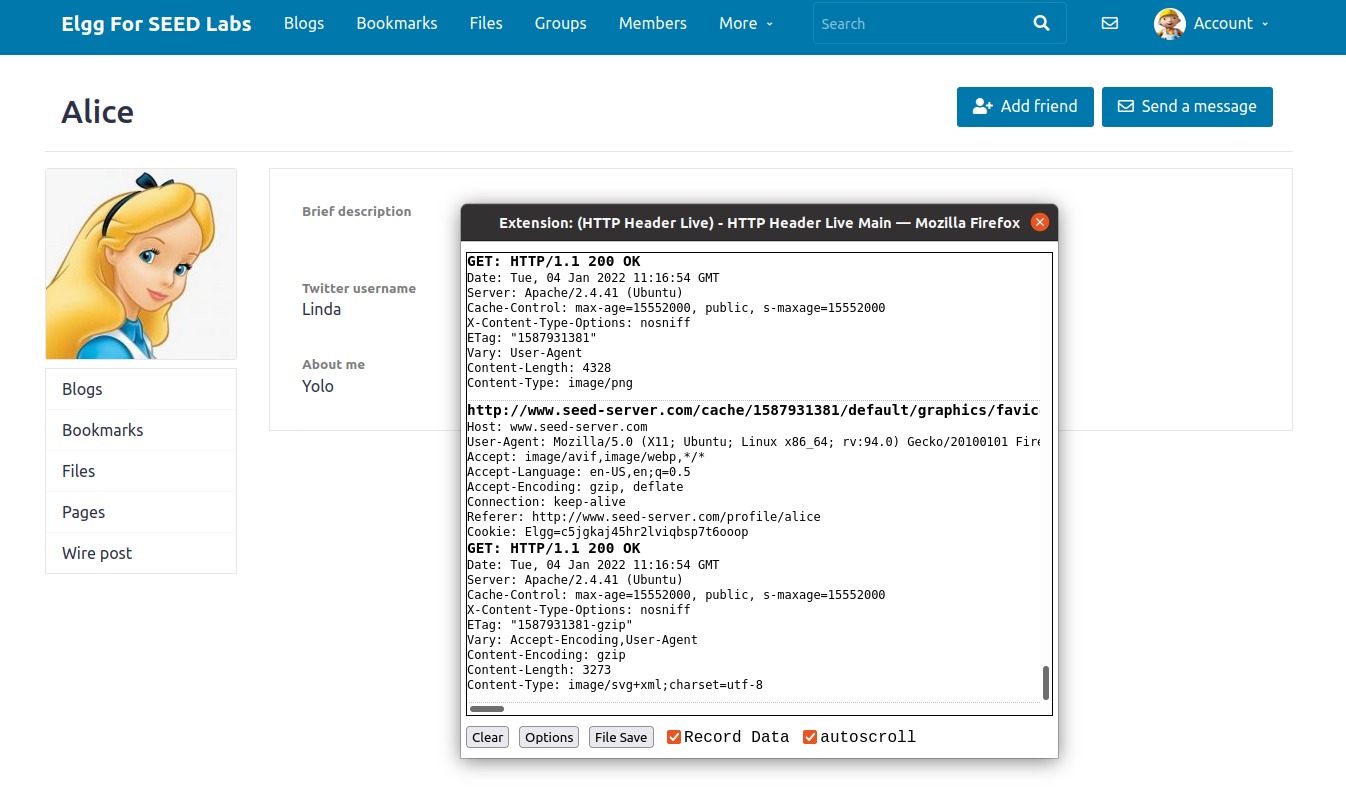 Elgg For SEED Labs Blogs Bookmarks Files Groups Members More Search Account
Alice
Add friend Send a message
Brief description
Twitter username
Linda
About me
Yolo
Blogs
Bookmarks
Files
Pages
Wire post
Extension: (HTTP Header Live) - HTTP Header Live Main — Mozilla Firefox
GET: HTTP/1.1 200 OK
Date: Tue, 04 Jan 2022 11:16:54 GMT
Server: Apache/2.4.41 (Ubuntu)
Cache-Control: max-age=15552000, public, s-maxage=15552000
X-Content-Type-Options: nosniff
ETag: "1587931381"
Vary: User-Agent
Content-Length: 4328
Content-Type: image/png
http://www.seed-server.com/cache/1587931381/default/graphics/favic
Host: www.seed-server.com
User-Agent: Mozilla/5.0 (X11; Ubuntu; Linux x86_64; rv:94.0) Gecko/20100101 Fire
Accept: image/avif,image/webp,*/*
Accept-Language: en-US,en;q=0.5
Accept-Encoding: gzip, deflate
Connection: keep-alive
Referer: http://www.seed-server.com/profile/alice
Cookie: Elgg=c5jgkaj45hr2lviqbsp7t6ooop
GET: HTTP/1.1 200 OK
Date: Tue, 04 Jan 2022 11:16:54 GMT
Server: Apache/2.4.41 (Ubuntu)
Cache-Control: max-age=15552000, public, s-maxage=15552000
X-Content-Type-Options: nosniff
ETag: "1587931381-gzip"
Vary: Accept-Encoding,User-Agent
Content-Encoding: gzip
Content-Length: 3273
Content-Type: image/svg+xml;charset=utf-8
Clear Options File Save Record Data autoscroll